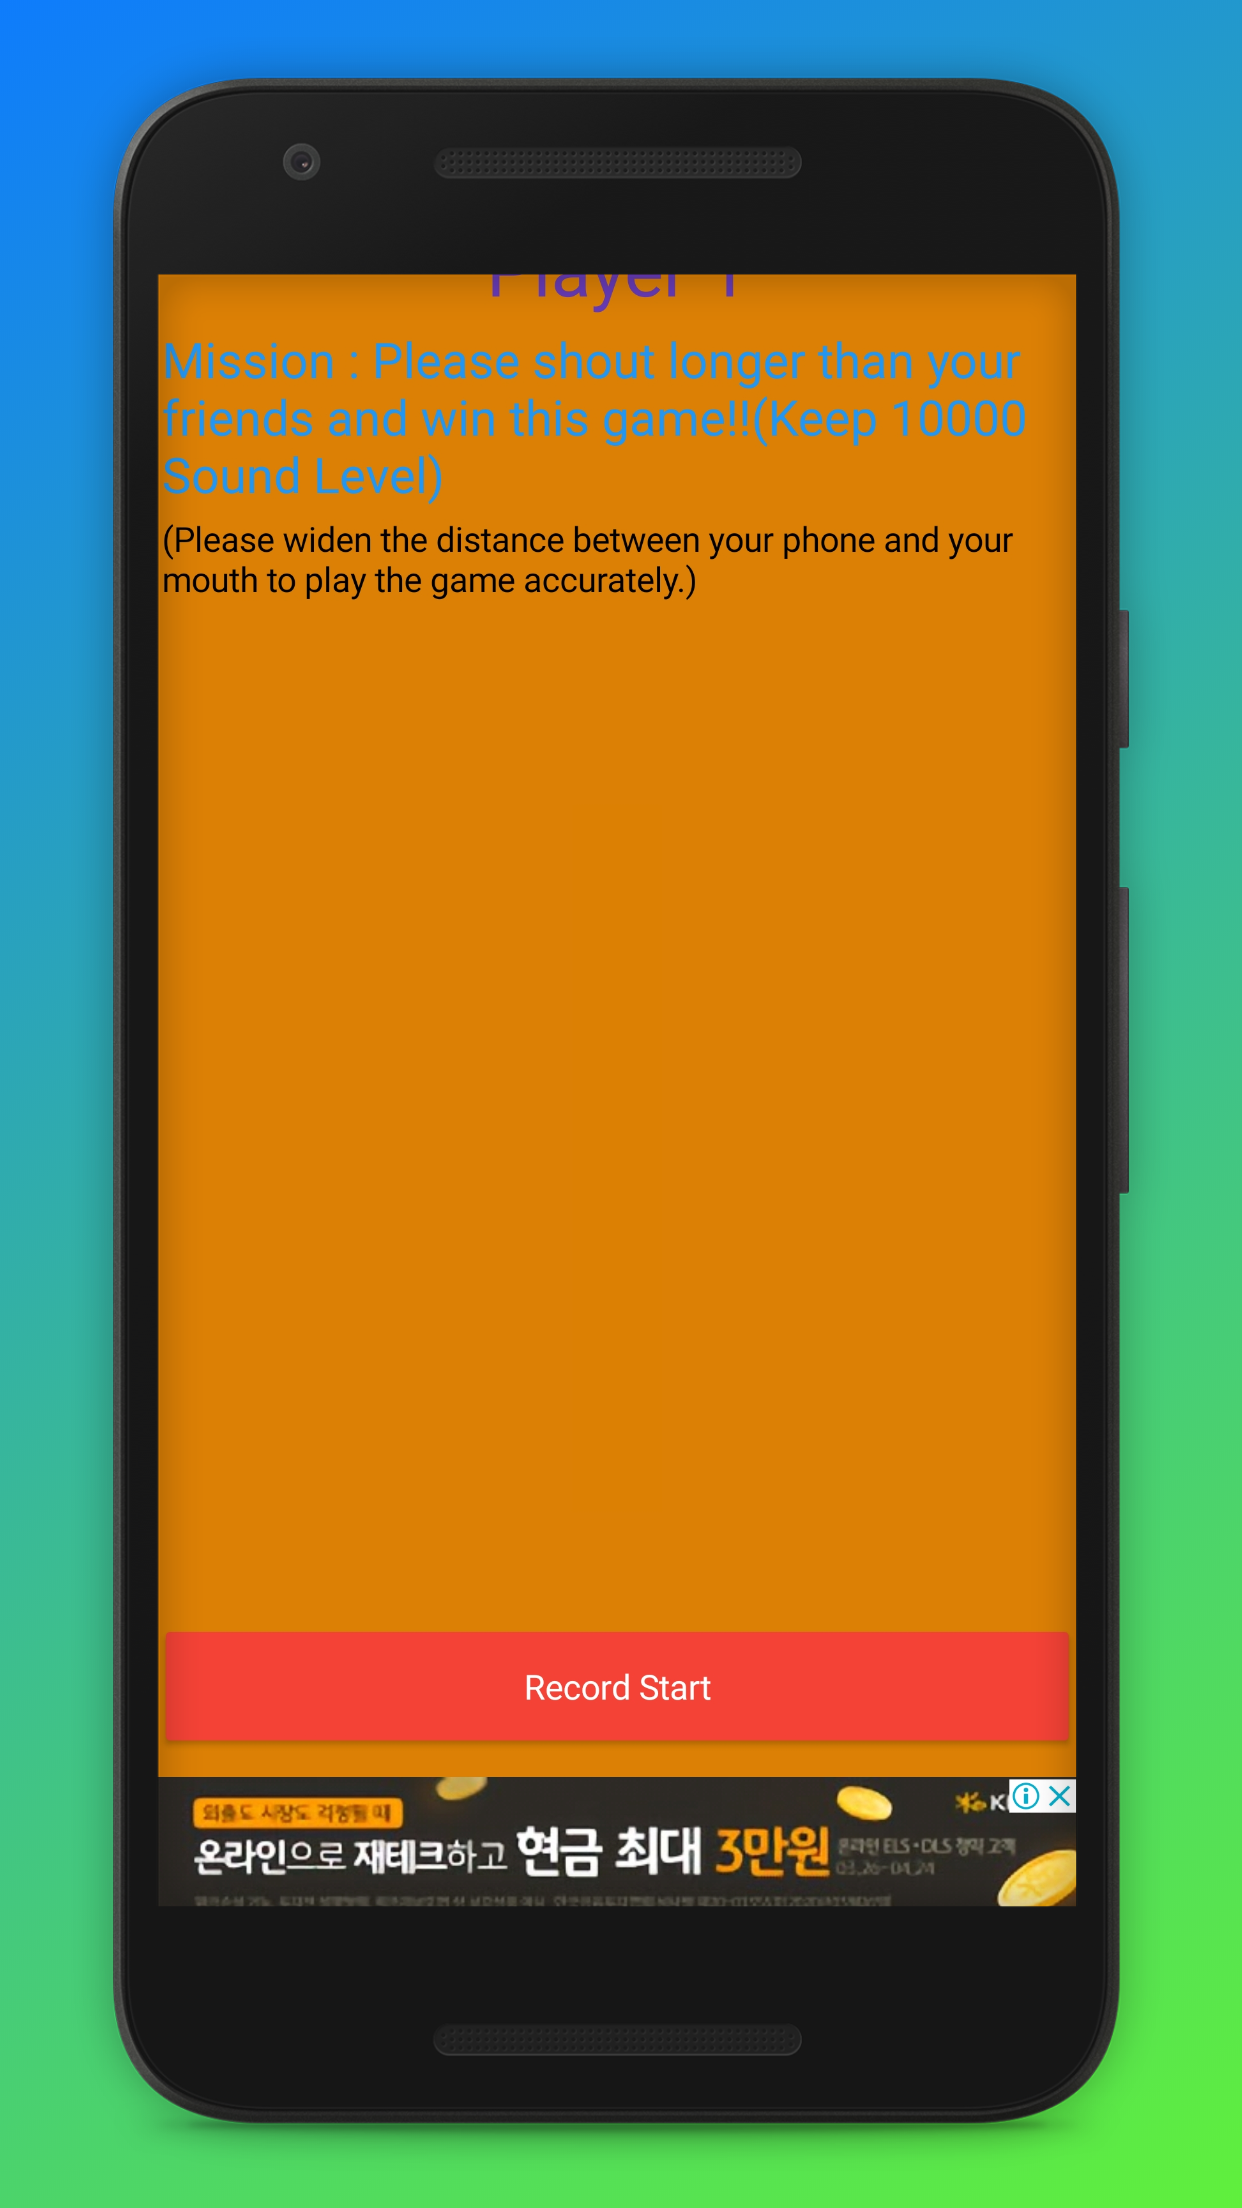 Player 1
Mission : Please shout longer than your
friends and win this game!!(Keep 10000
Sound Level)
(Please widen the distance between your phone and your
mouth to play the game accurately.)
Record Start
외출도 시장도 걱정될 때
온라인으로 재테크하고 현금 최대 3만원
온라인 ELS·DLS 청약 고객
03.26~04.24